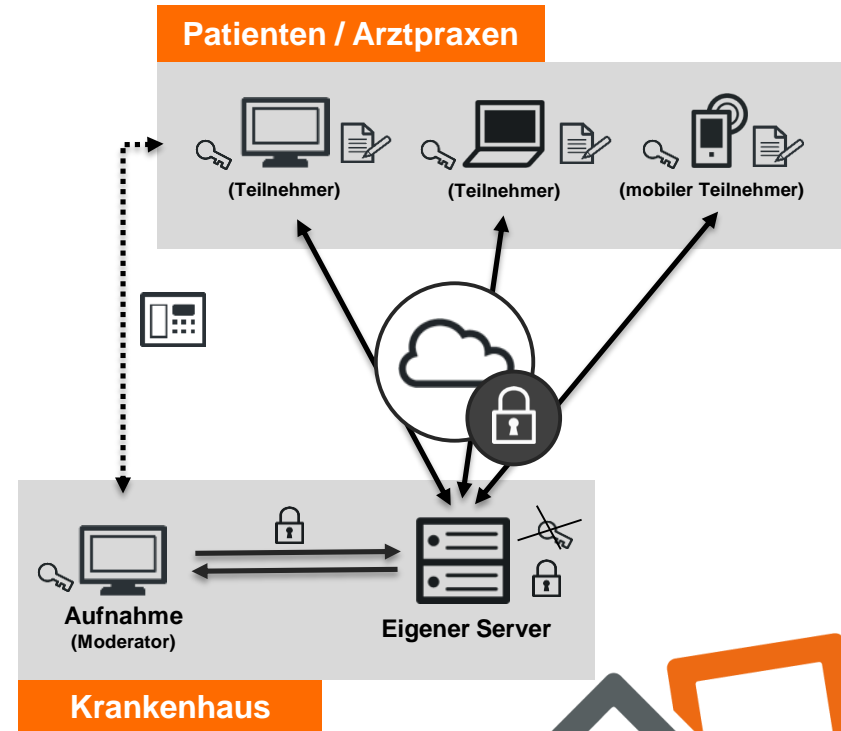 Patienten / Arztpraxen
(Teilnehmer)
(Teilnehmer)
(mobiler Teilnehmer)
Aufnahme
(Moderator)
Eigener Server
Krankenhaus